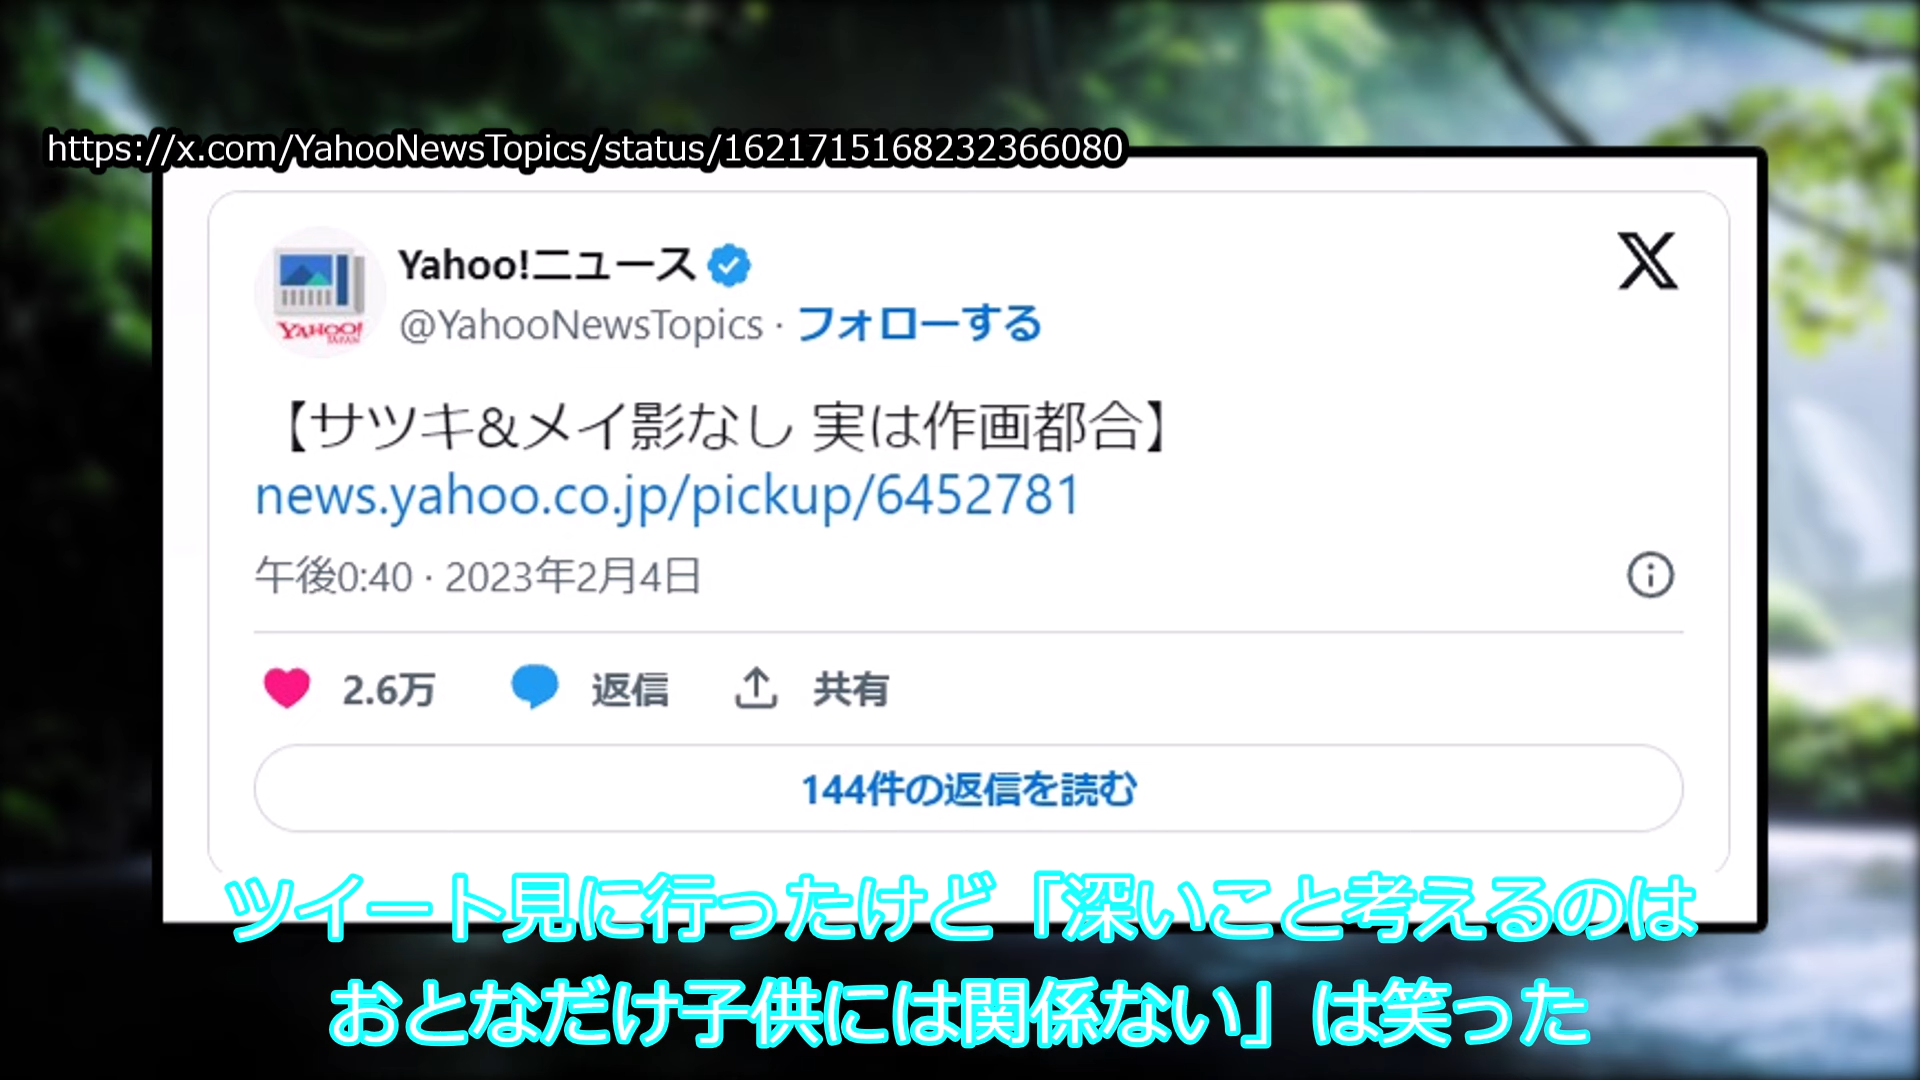 https://x.com/YahooNewsTopics/status/1621715168232366080
Yahoo!ニュース
@YahooNewsTopics · フォローする
YAHOO!
JAPAN
【サツキ&メイ影なし 実は作画都合】
news.yahoo.co.jp/pickup/6452781
午後0:40 · 2023年2月4日
2.6万 返信 共有
144件の返信を読む
ツイート見に行ったけど「深いこと考えるのは
おとなだけ子供には関係ない」は笑った